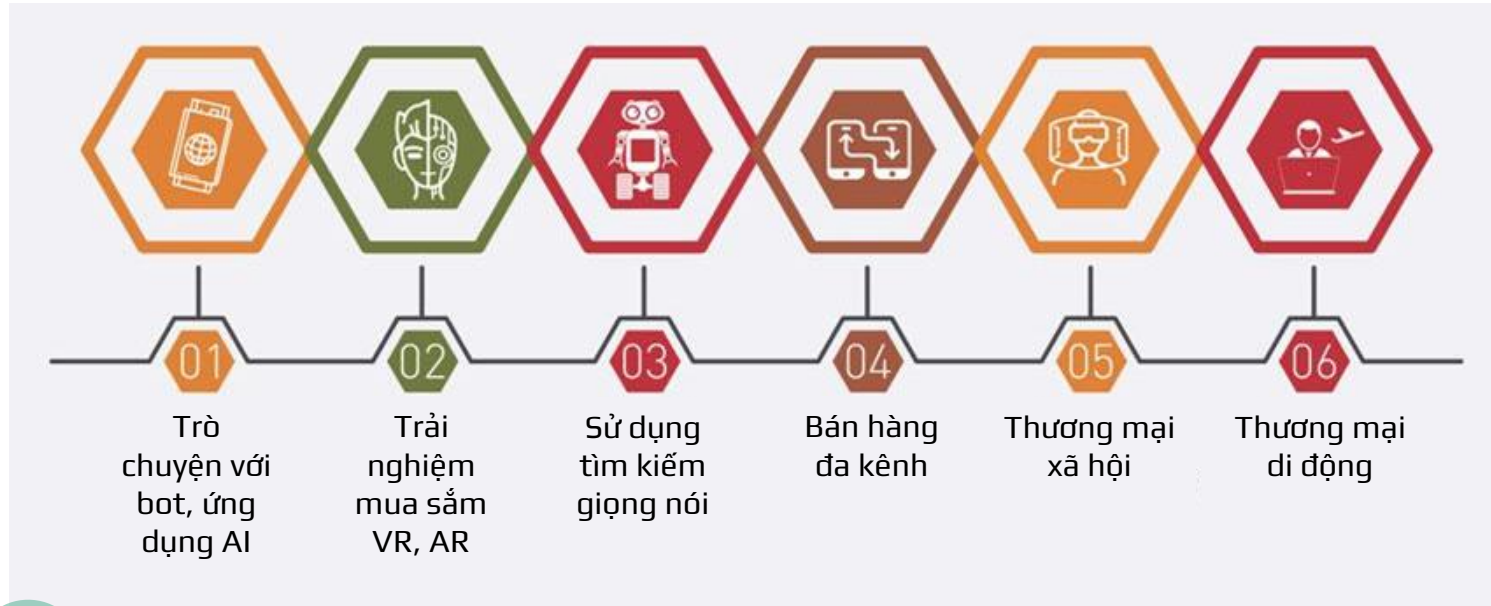 01
Trò
chuyện với
bot, ứng
dụng AI
02
Trải
nghiệm
mua sắm
VR, AR
03
Sử dụng
tìm kiếm
giọng nói
04
Bán hàng
đa kênh
05
Thương mại
xã hội
06
Thương mại
di động